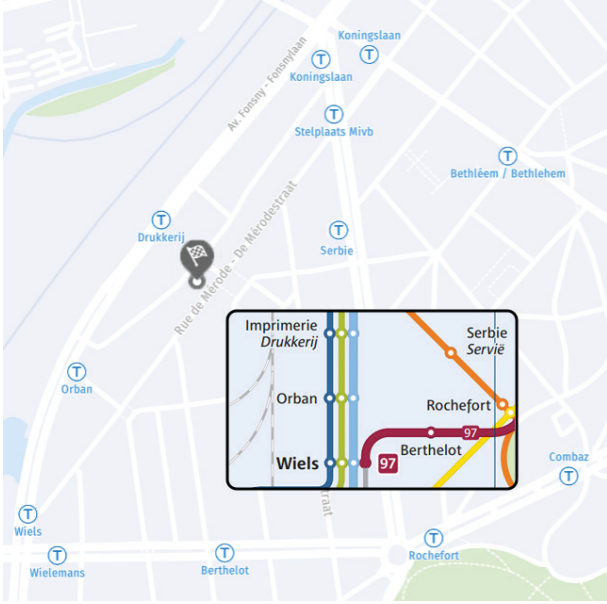 Koningslaan
T
T
Koningslaan
Av. Fonsny - Fonsnylaan
T
Stelplaats Mivb
T
Bethléem / Bethlehem
Rue de Mérode - De Mérodestraat
T
Drukkerij
T
Serbie
Imprimerie
Drukkerij
Serbie
Servië
T
Orban
Orban
Rochefort
97
Berthelot
Wiels
97
Combaz
T
raat
T
Wiels
T
Wielemans
T
Berthelot
T
Rochefort